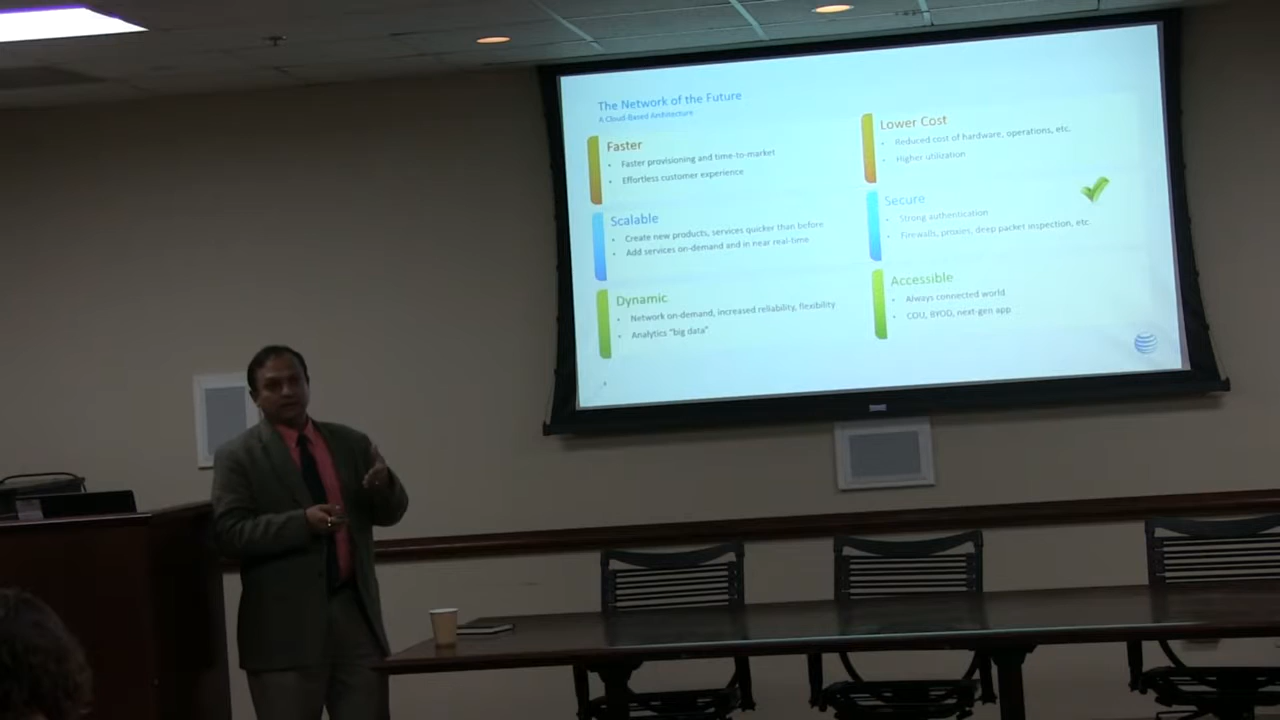 The Network of the Future
A Cloud-Based Architecture
Faster
• Faster provisioning and time-to-market
• Effortless customer experience
Scalable
• Create new products, services quicker than before
• Add services on-demand and in near real-time
Dynamic
• Network on-demand, increased reliability, flexibility
• Analytics "big data"
Lower Cost
• Reduced cost of hardware, operations, etc.
• Higher utilization
Secure
• Strong authentication
• Firewalls, proxies, deep packet inspection, etc.
Accessible
• Always connected world
• COU, BYOD, next-gen app